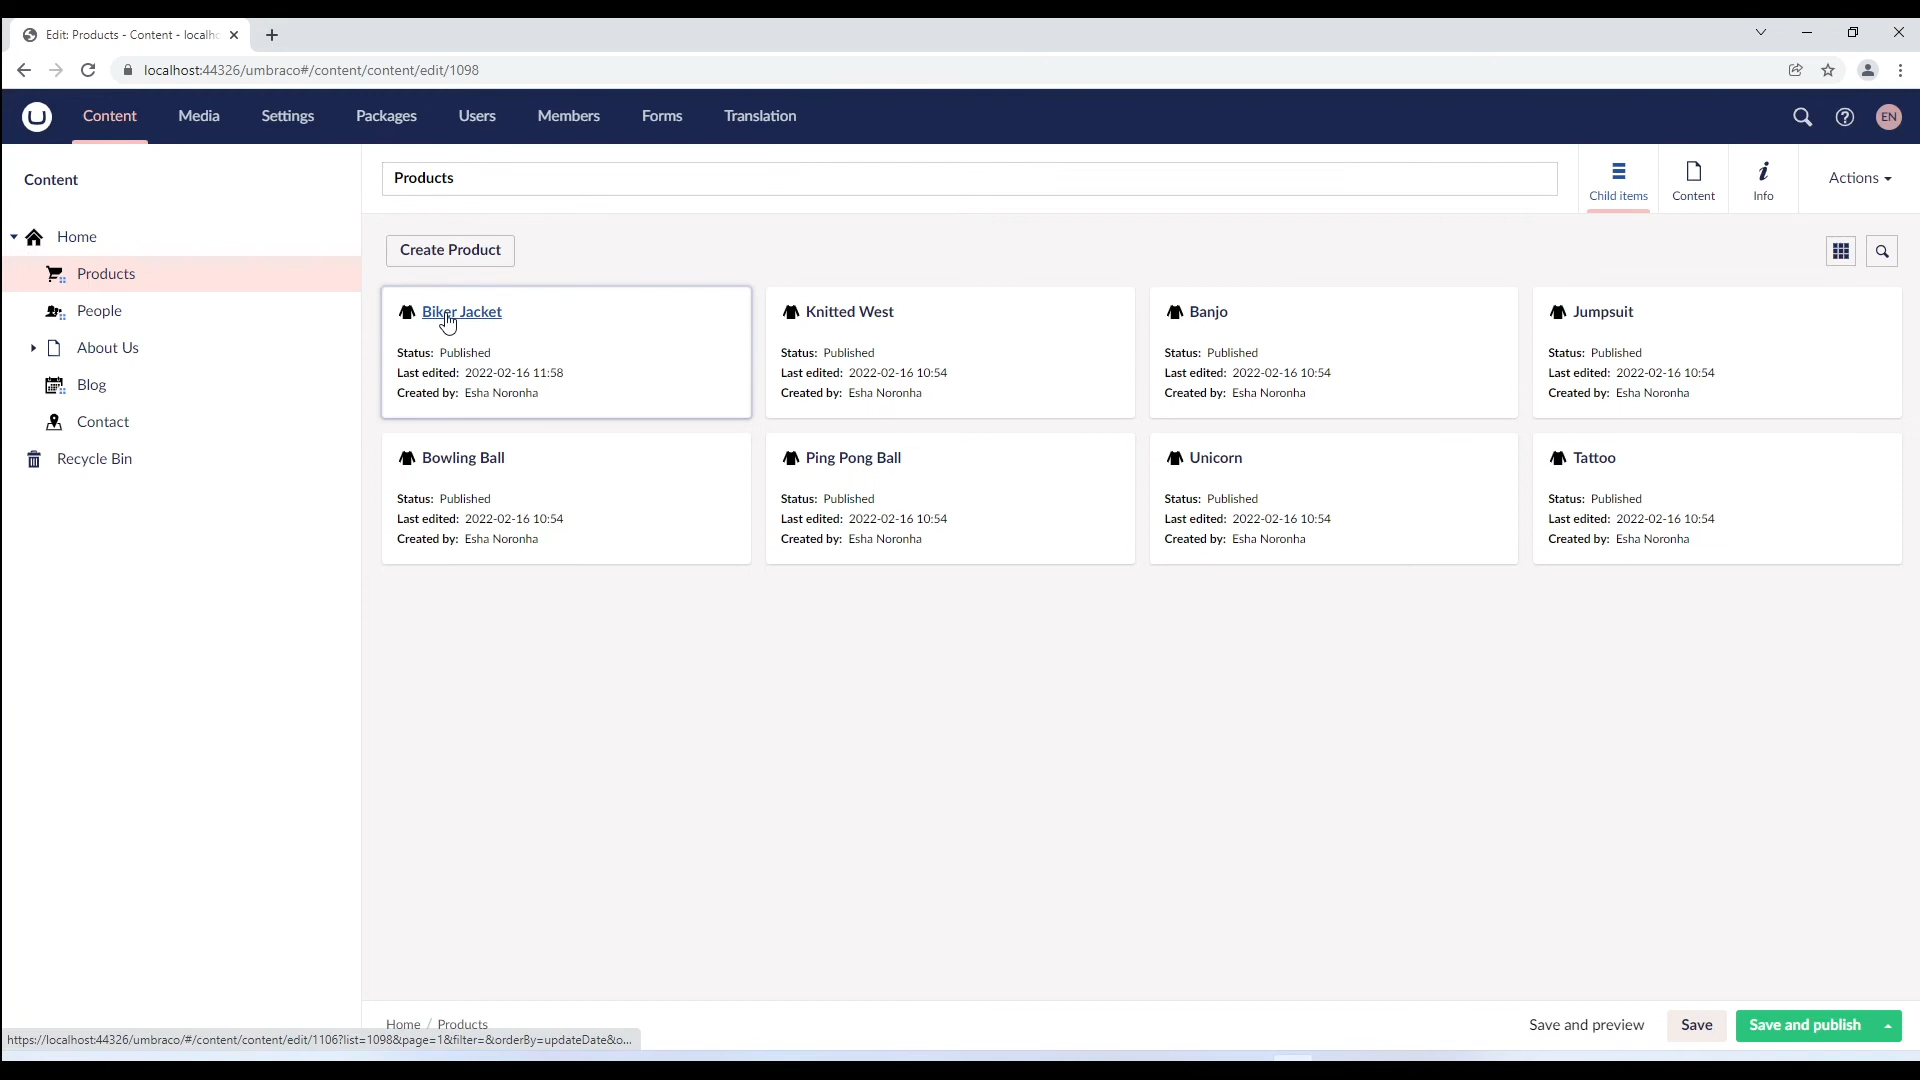 Edit: Products - Content - localho
localhost:44326/umbraco#/content/content/edit/1098
Content Media Settings Packages Users Members Forms Translation EN
Content
Home
Products
People
About Us
Blog
Contact
Recycle Bin
Products
Child items Content Info Actions
Create Product
Biker Jacket
Status: Published
Last edited: 2022-02-16 11:58
Created by: Esha Noronha
Knitted West
Status: Published
Last edited: 2022-02-16 10:54
Created by: Esha Noronha
Banjo
Status: Published
Last edited: 2022-02-16 10:54
Created by: Esha Noronha
Jumpsuit
Status: Published
Last edited: 2022-02-16 10:54
Created by: Esha Noronha
Bowling Ball
Status: Published
Last edited: 2022-02-16 10:54
Created by: Esha Noronha
Ping Pong Ball
Status: Published
Last edited: 2022-02-16 10:54
Created by: Esha Noronha
Unicorn
Status: Published
Last edited: 2022-02-16 10:54
Created by: Esha Noronha
Tattoo
Status: Published
Last edited: 2022-02-16 10:54
Created by: Esha Noronha
Home / Products
Save and preview Save Save and publish
https://localhost:44326/umbraco/#/content/content/edit/1106?list=1098&page=1&filter=&orderBy=updateDate&o...